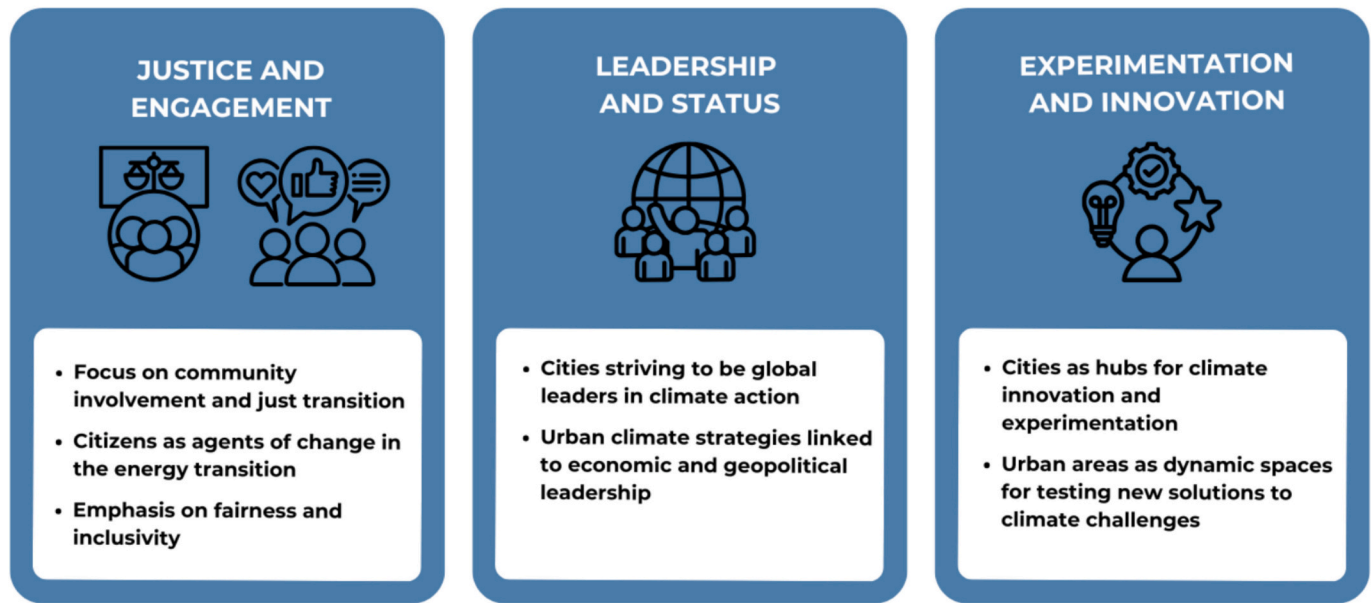 JUSTICE AND
ENGAGEMENT
• Focus on community
involvement and just transition
• Citizens as agents of change in
the energy transition
• Emphasis on fairness and
inclusivity
LEADERSHIP
AND STATUS
• Cities striving to be global
leaders in climate action
• Urban climate strategies linked
to economic and geopolitical
leadership
EXPERIMENTATION
AND INNOVATION
• Cities as hubs for climate
innovation and
experimentation
• Urban areas as dynamic spaces
for testing new solutions to
climate challenges